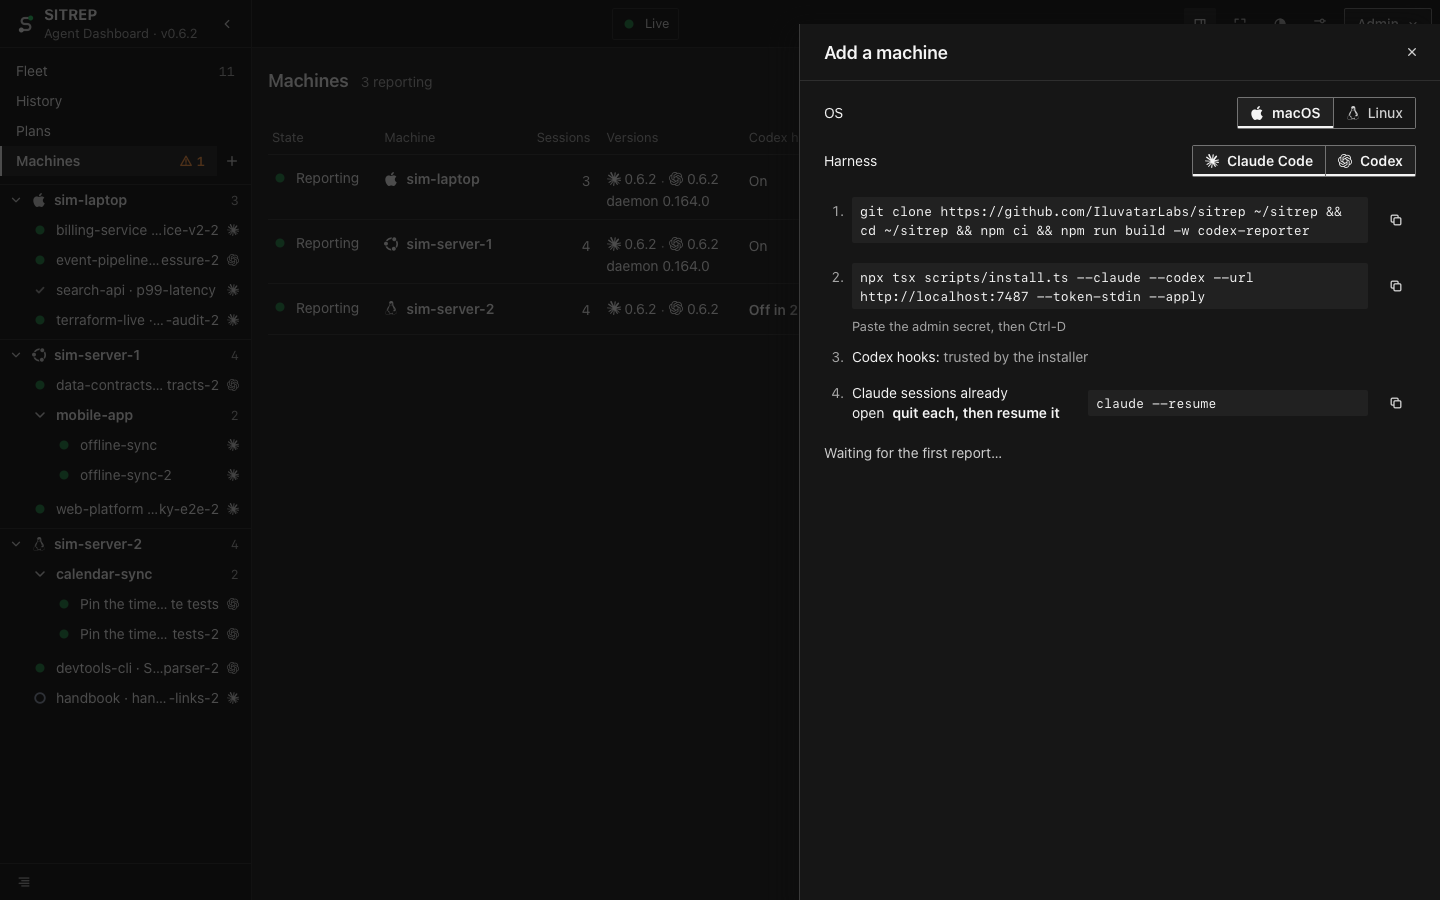 SITREP
Agent Dashboard · v0.6.2
Live
Admin
Fleet 11
History
Plans
Machines 1 +
sim-laptop 3
billing-service …ice-v2-2
event-pipeline…essure-2
search-api · p99-latency
terraform-live ·…-audit-2
sim-server-1 4
data-contracts… tracts-2
mobile-app 2
offline-sync
offline-sync-2
web-platform …ky-e2e-2
sim-server-2 4
calendar-sync 2
Pin the time… te tests
Pin the time… tests-2
devtools-cli · S…parser-2
handbook · han…-links-2
Machines 3 reporting
State Machine Sessions Versions Codex h
Reporting sim-laptop 3 0.6.2 · 0.6.2 On
daemon 0.164.0
Reporting sim-server-1 4 0.6.2 · 0.6.2 On
daemon 0.164.0
Reporting sim-server-2 4 0.6.2 · 0.6.2 Off in 2
Add a machine
OS macOS Linux
Harness Claude Code Codex
1. git clone https://github.com/IluvatarLabs/sitrep ~/sitrep &&
cd ~/sitrep && npm ci && npm run build -w codex-reporter
2. npx tsx scripts/install.ts --claude --codex --url
http://localhost:7487 --token-stdin --apply
Paste the admin secret, then Ctrl-D
3. Codex hooks: trusted by the installer
4. Claude sessions already
open quit each, then resume it claude --resume
Waiting for the first report…